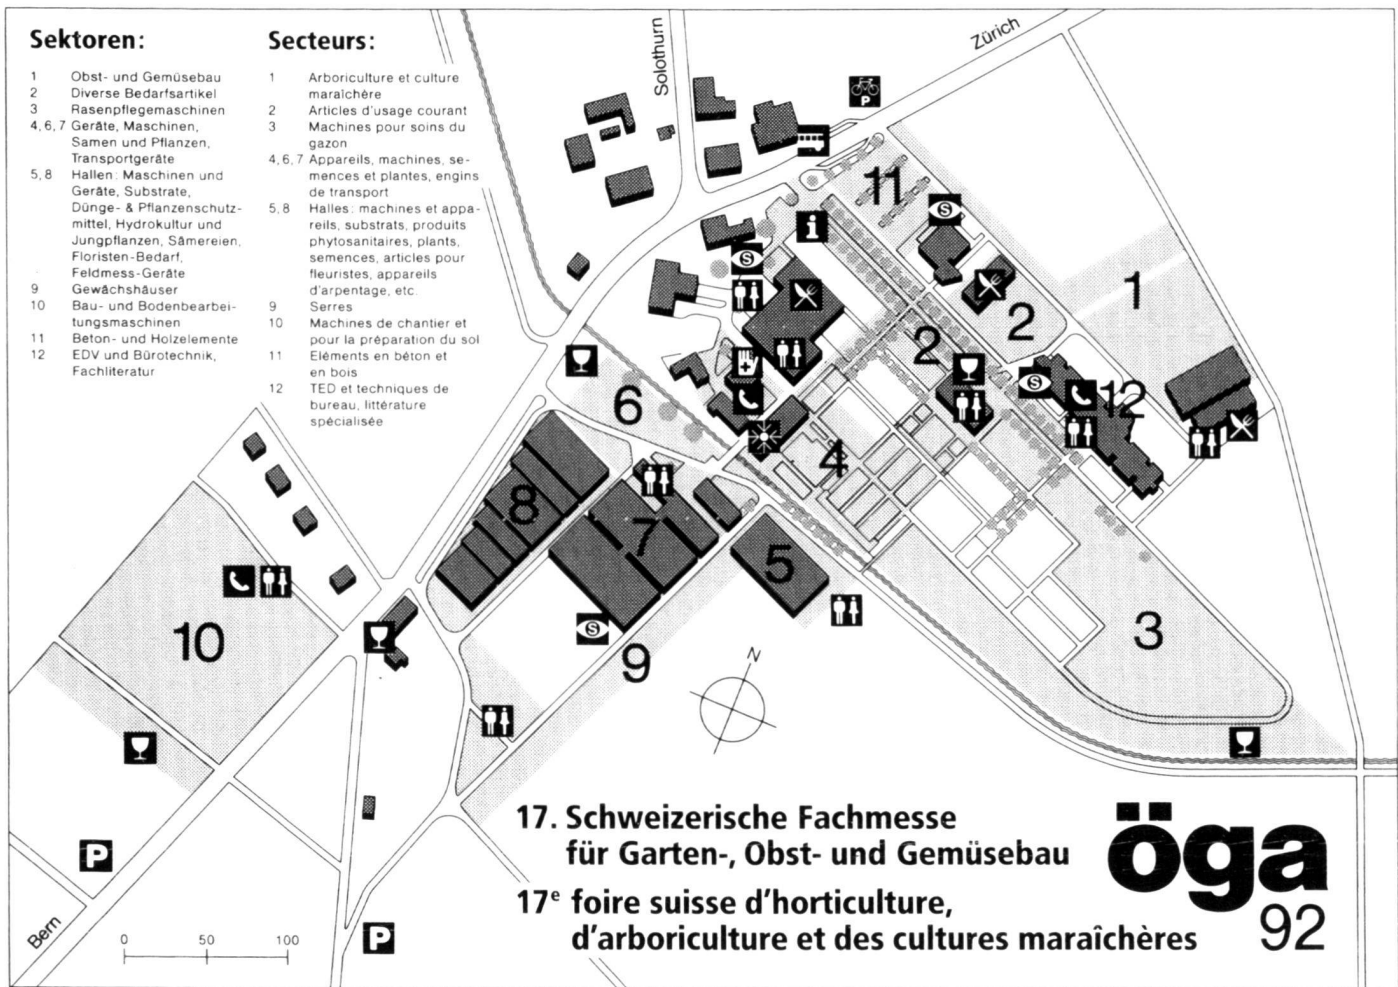 Sektoren:
1 Obst- und Gemüsebau
2 Diverse Bedarfsartikel
3 Rasenpflegemaschinen
4, 6, 7 Geräte, Maschinen,
Samen und Pflanzen,
Transportgeräte
5, 8 Hallen: Maschinen und
Geräte, Substrate,
Dünge- & Pflanzenschutz-
mittel, Hydrokultur und
Jungpflanzen, Sämereien,
Floristen-Bedarf,
Feldmess-Geräte
9 Gewächshäuser
10 Bau- und Bodenbearbei-
tungsmaschinen
11 Beton- und Holzelemente
12 EDV und Bürotechnik,
Fachliteratur
Secteurs:
1 Arboriculture et culture
maraîchère
2 Articles d'usage courant
3 Machines pour soins du
gazon
4, 6, 7 Appareils, machines, se-
mences et plantes, engins
de transport
5, 8 Halles: machines et appa-
reils, substrats, produits
phytosanitaires, plants,
semences, articles pour
fleuristes, appareils
d'arpentage, etc.
9 Serres
10 Machines de chantier et
pour la préparation du sol
11 Eléments en béton et
en bois
12 TED et techniques de
bureau, littérature
spécialisée
Solothurn
Zürich
P
11
S
i
S
1
2
2
S
12
6
4
8
7
5
10
S
9
3
N
P
P
Bern
0 50 100
17. Schweizerische Fachmesse
für Garten-, Obst- und Gemüsebau
17e foire suisse d'horticulture,
d'arboriculture et des cultures maraîchères
öga
92